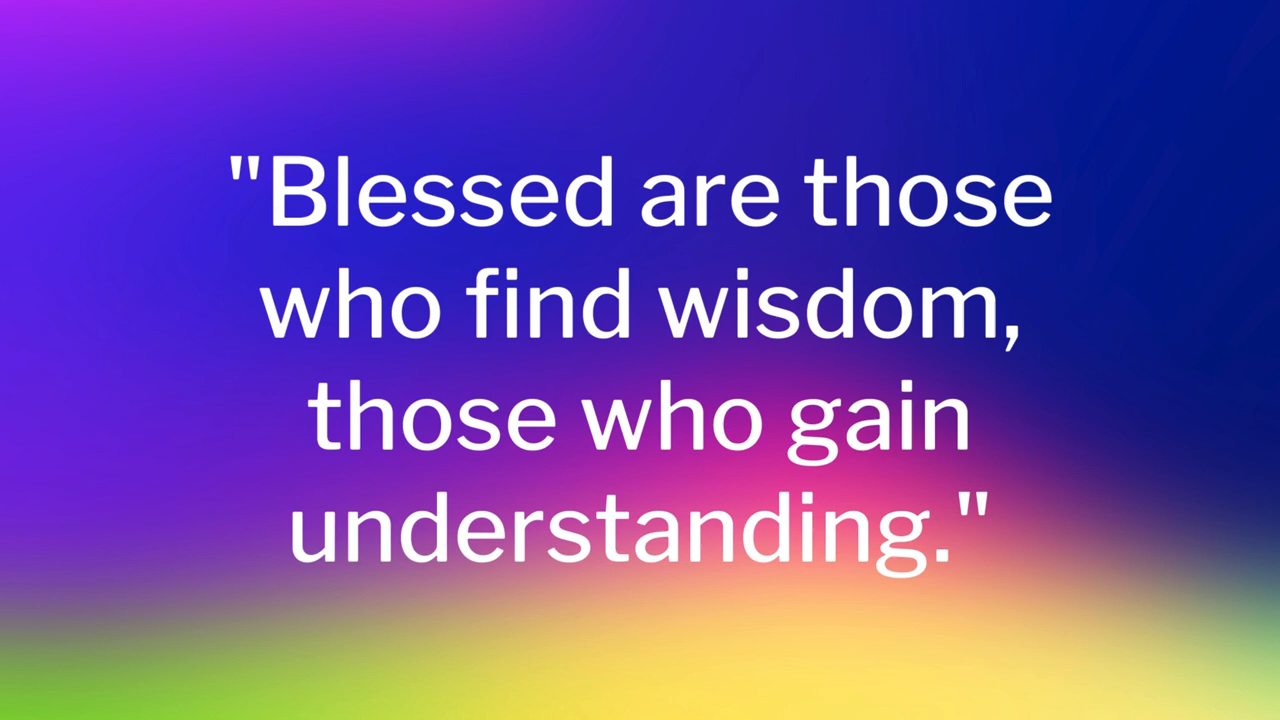 "Blessed are those
who find wisdom,
those who gain
understanding."